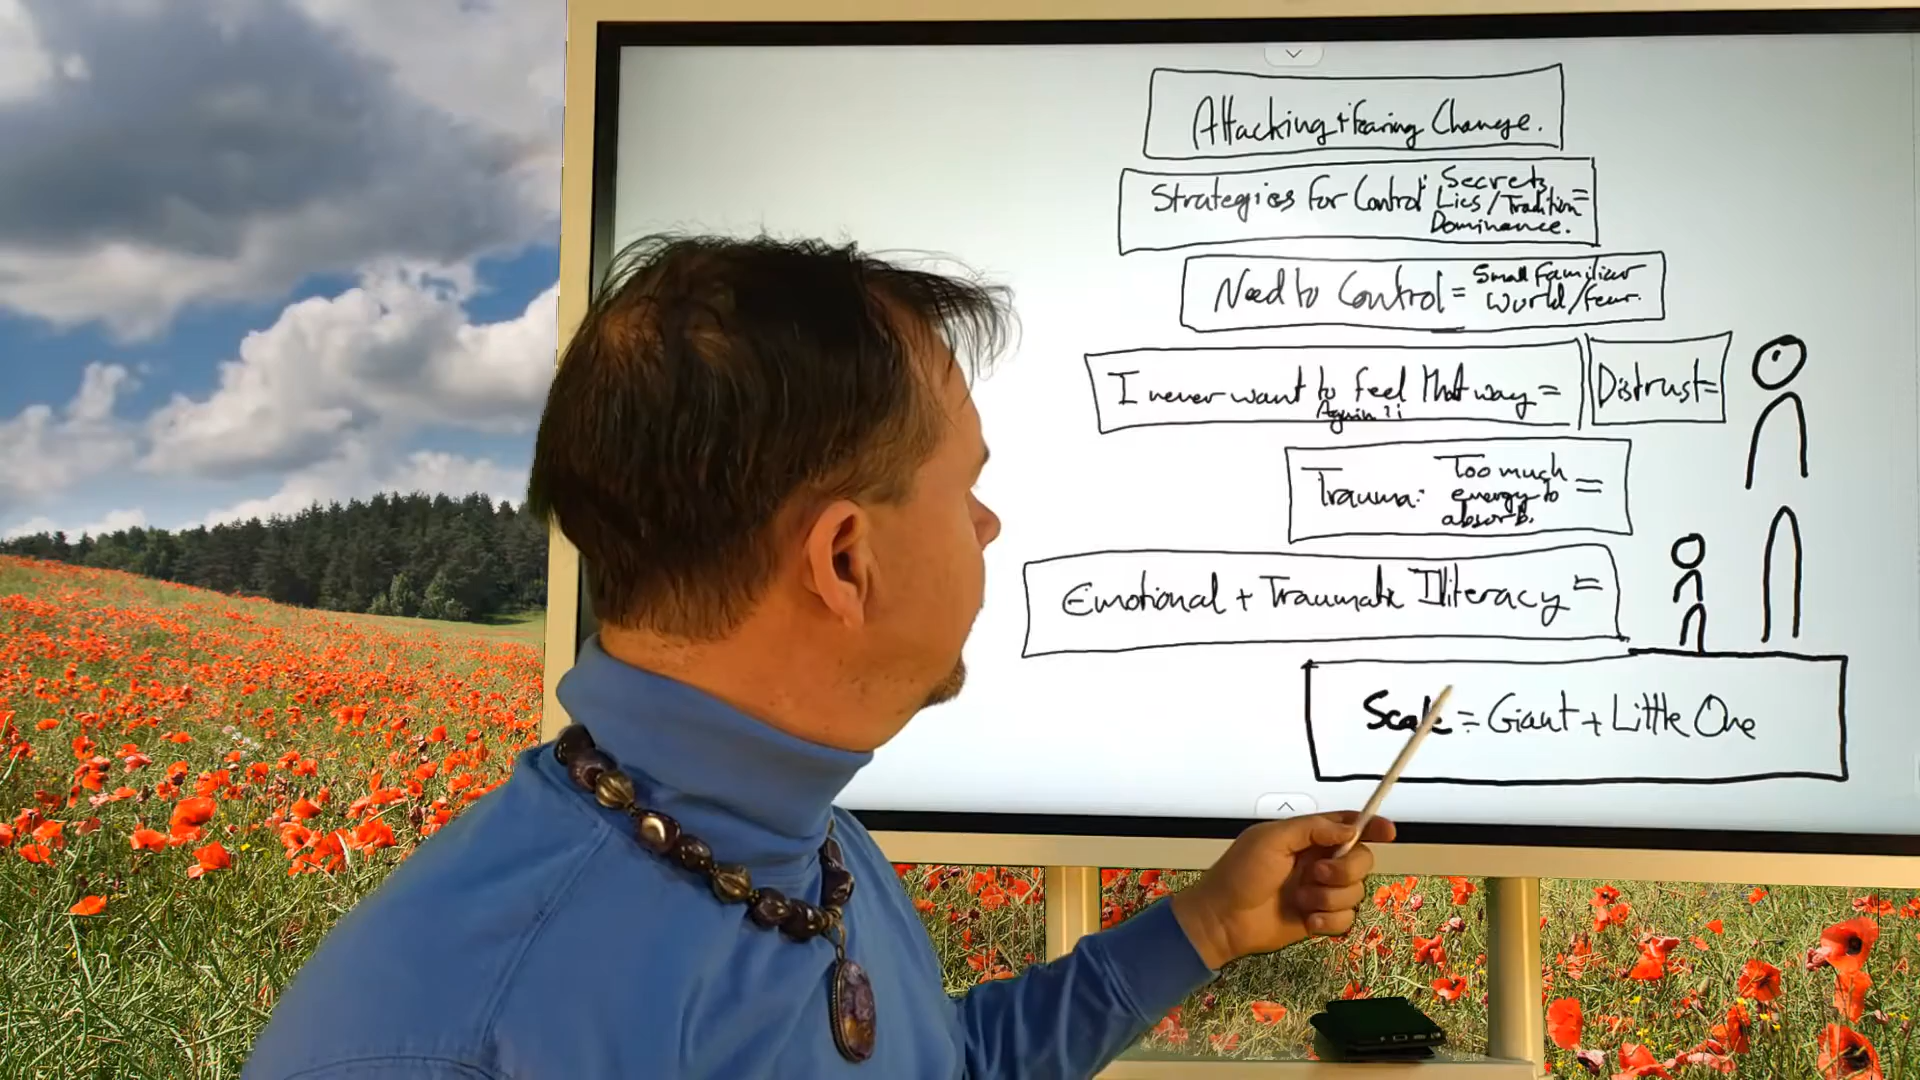 Attacking + fearing Change.
Strategies for Control: Secrets
Lies/Tradition=
Dominance.
Need to Control = Small familiar
World/fear.
I never want to feel that way =
Again?!
Distrust=
Trauma: Too much
energy to
absorb. =
Emotional + Traumatic Illiteracy =
Scale = Giant + Little One